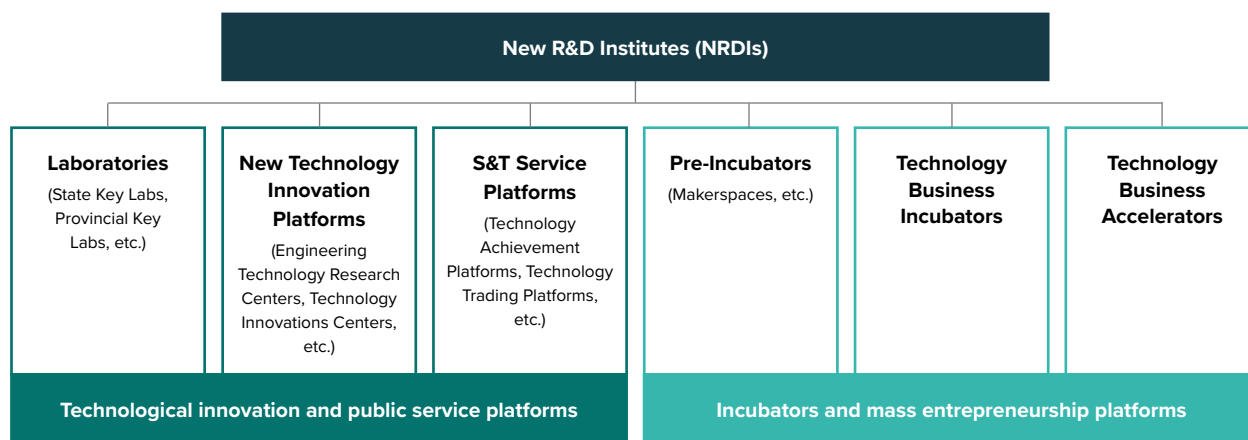 New R&D Institutes (NRDIs)
Laboratories
(State Key Labs,
Provincial Key
Labs, etc.)
New Technology
Innovation
Platforms
(Engineering
Technology Research
Centers, Technology
Innovations Centers,
etc.)
S&T Service
Platforms
(Technology
Achievement
Platforms, Technology
Trading Platforms,
etc.)
Pre-Incubators
(Makerspaces, etc.)
Technology
Business
Incubators
Technology
Business
Accelerators
Technological innovation and public service platforms
Incubators and mass entrepreneurship platforms